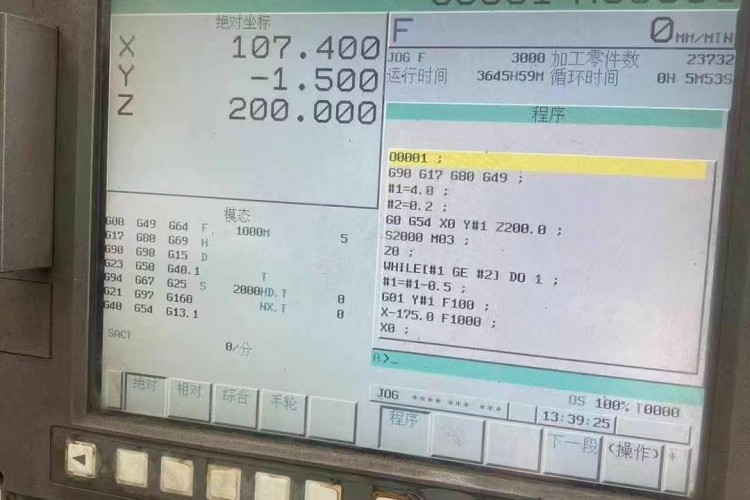 绝对坐标
X 107.400
Y -1.500
Z 200.000
F 0MM/MIN
JOG F 3000 加工零件数 23732
运行时间 3645H59M 循环时间 0H 5M53S
程序
O0001 ;
G90 G17 G80 G49 ;
#1=4.0 ;
#2=0.2 ;
G0 G54 X0 Y#1 Z200.0 ;
S2000 M03 ;
Z0 ;
WHILE[#1 GE #2] DO 1 ;
#1=#1-0.5 ;
G01 Y#1 F100 ;
X-175.0 F1000 ;
X0 ;
模态
G00 G49 G64 F 1000M 5
G17 G80 G69 H
G90 G98 G15 D
G23 G50 G40.1 T
G94 G67 G25 S 2000HD.T 0
G21 G97 G160 NX.T 0
G40 G54 G13.1
SACT 0/分
A>_
JOG **** *** *** OS 100% T0000
13:39:25
绝对 相对 综合 手轮
程序 下一段 (操作) +